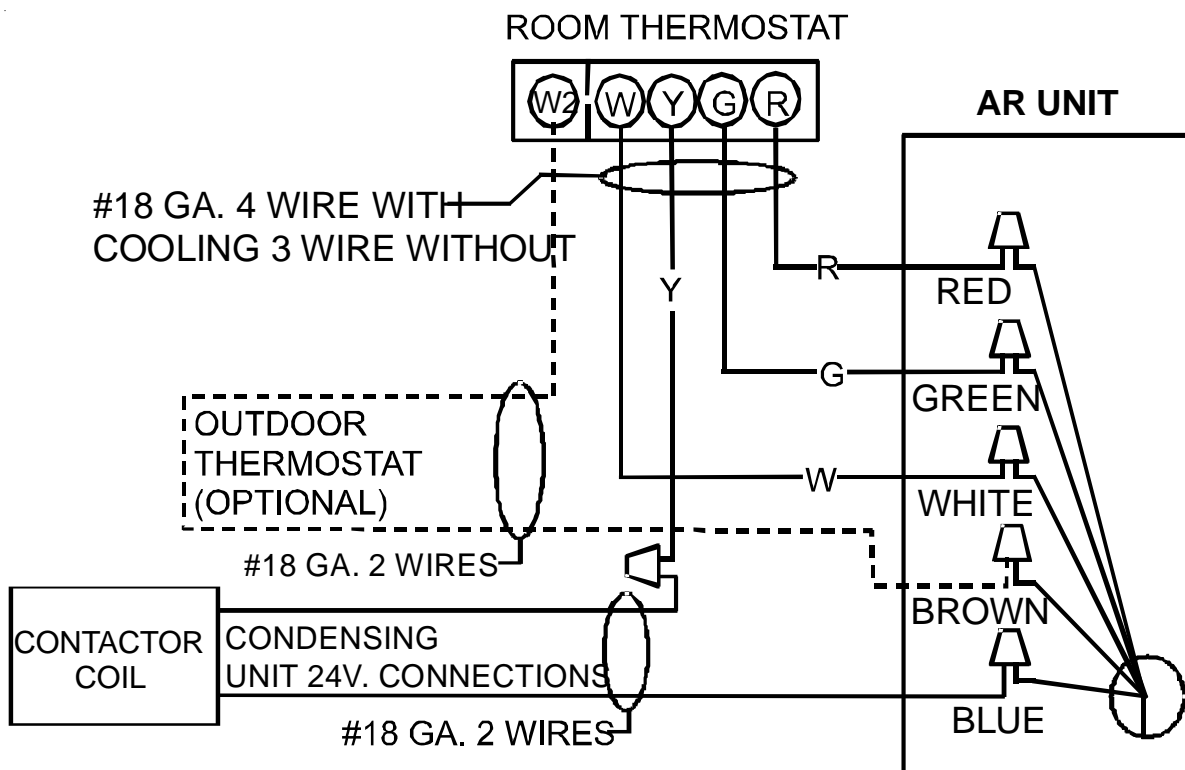 ROOM THERMOSTAT
W2 W Y G R
AR UNIT
#18 GA. 4 WIRE WITH
COOLING 3 WIRE WITHOUT
R
RED
Y
G
GREEN
OUTDOOR
THERMOSTAT
(OPTIONAL)
W
WHITE
#18 GA. 2 WIRES
BROWN
CONTACTOR
COIL
CONDENSING
UNIT 24V. CONNECTIONS
BLUE
#18 GA. 2 WIRES